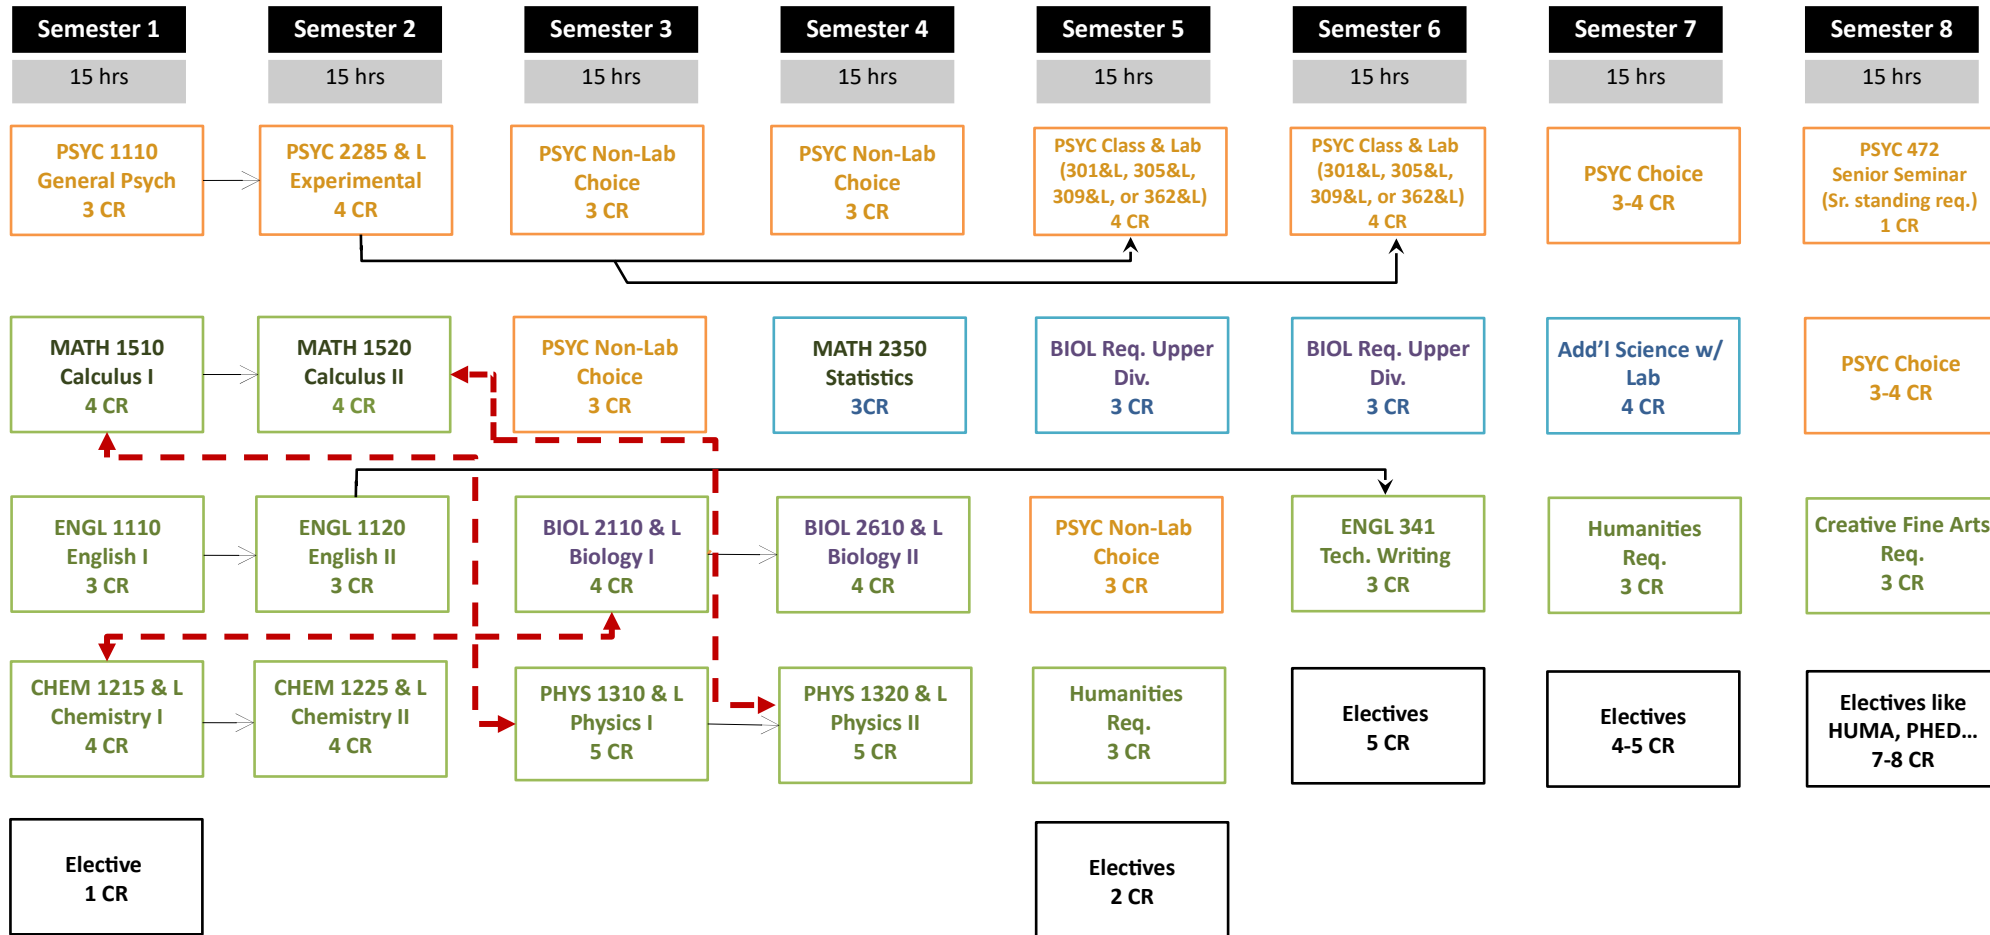 Semester 1
Semester 2
Semester 3
Semester 4
Semester 5
Semester 6
Semester 7
Semester 8
15 hrs
15 hrs
15 hrs
15 hrs
15 hrs
15 hrs
15 hrs
15 hrs
PSYC 1110
General Psych
3 CR
PSYC 2285 & L
Experimental
4 CR
PSYC Non-Lab
Choice
3 CR
PSYC Non-Lab
Choice
3 CR
PSYC Class & Lab
(301&L, 305&L,
309&L, or 362&L)
4 CR
PSYC Class & Lab
(301&L, 305&L,
309&L, or 362&L)
4 CR
PSYC Choice
3-4 CR
PSYC 472
Senior Seminar
(Sr. standing req.)
1 CR
MATH 1510
Calculus I
4 CR
MATH 1520
Calculus II
4 CR
PSYC Non-Lab
Choice
3 CR
MATH 2350
Statistics
3CR
BIOL Req. Upper
Div.
3 CR
BIOL Req. Upper
Div.
3 CR
Add'l Science w/
Lab
4 CR
PSYC Choice
3-4 CR
ENGL 1110
English I
3 CR
ENGL 1120
English II
3 CR
BIOL 2110 & L
Biology I
4 CR
BIOL 2610 & L
Biology II
4 CR
PSYC Non-Lab
Choice
3 CR
ENGL 341
Tech. Writing
3 CR
Humanities
Req.
3 CR
Creative Fine Arts
Req.
3 CR
CHEM 1215 & L
Chemistry I
4 CR
CHEM 1225 & L
Chemistry II
4 CR
PHYS 1310 & L
Physics I
5 CR
PHYS 1320 & L
Physics II
5 CR
Humanities
Req.
3 CR
Electives
5 CR
Electives
4-5 CR
Electives like
HUMA, PHED...
7-8 CR
Elective
1 CR
Electives
2 CR